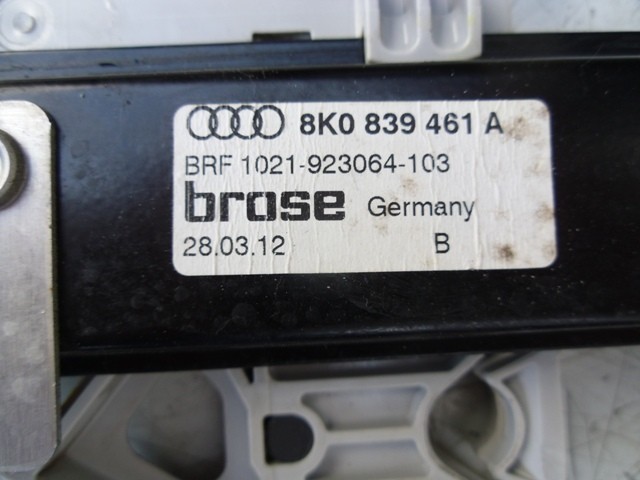 8K0 839 461 A
BRF 1021-923064-103
brose Germany
28.03.12 B